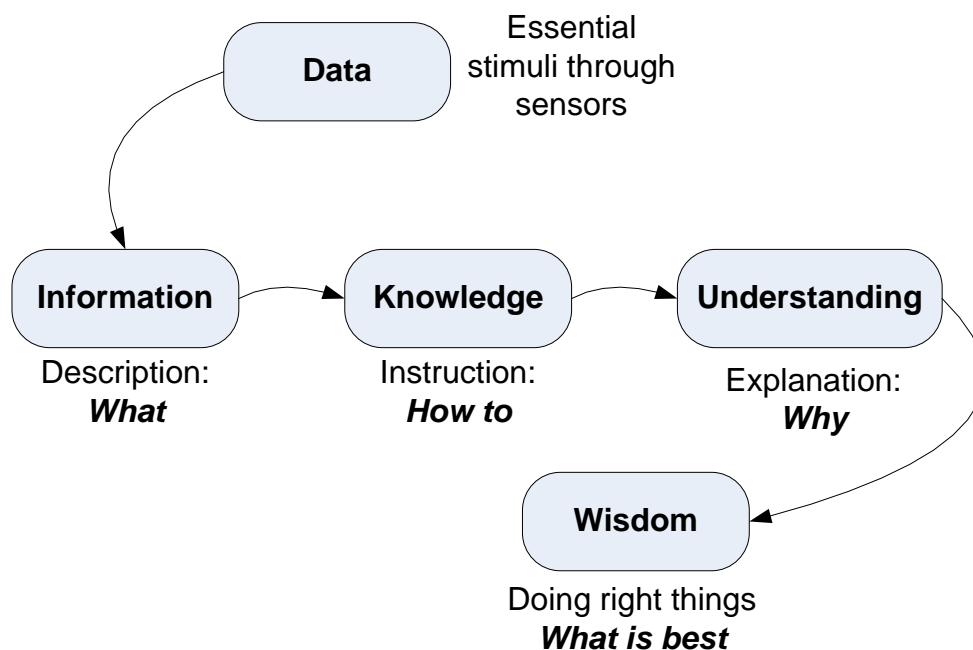 Data
Essential
stimuli through
sensors
Information
Description:
What
Knowledge
Instruction:
How to
Understanding
Explanation:
Why
Wisdom
Doing right things
What is best